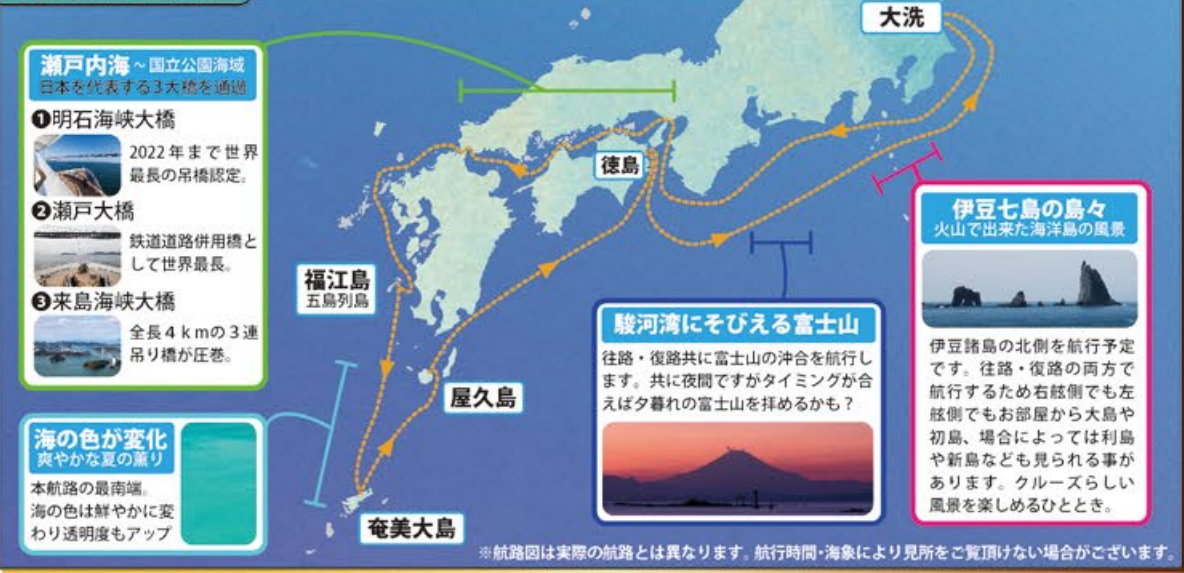 大洗
瀬戸内海～国立公園海域
日本を代表する3大橋を通過
❶明石海峡大橋
2022年まで世界
最長の吊橋認定。
❷瀬戸大橋
鉄道道路併用橋と
して世界最長。
❸来島海峡大橋
全長4kmの3連
吊り橋が圧巻。
徳島
福江島
五島列島
屋久島
奄美大島
海の色が変化
爽やかな夏の薫り
本航路の最南端。
海の色は鮮やかに変
わり透明度もアップ
駿河湾にそびえる富士山
往路・復路共に富士山の沖合を航行し
ます。共に夜間ですがタイミングが合
えば夕暮れの富士山を拝めるかも？
伊豆七島の島々
火山で出来た海洋島の風景
伊豆諸島の北側を航行予定
です。往路・復路の両方で
航行するため右舷側でも左
舷側でもお部屋から大島や
初島、場合によっては利島
や新島なども見られる事が
あります。クルーズらしい
風景を楽しめるひととき。
※航路図は実際の航路とは異なります。航行時間・海象により見所をご覧頂けない場合がございます。